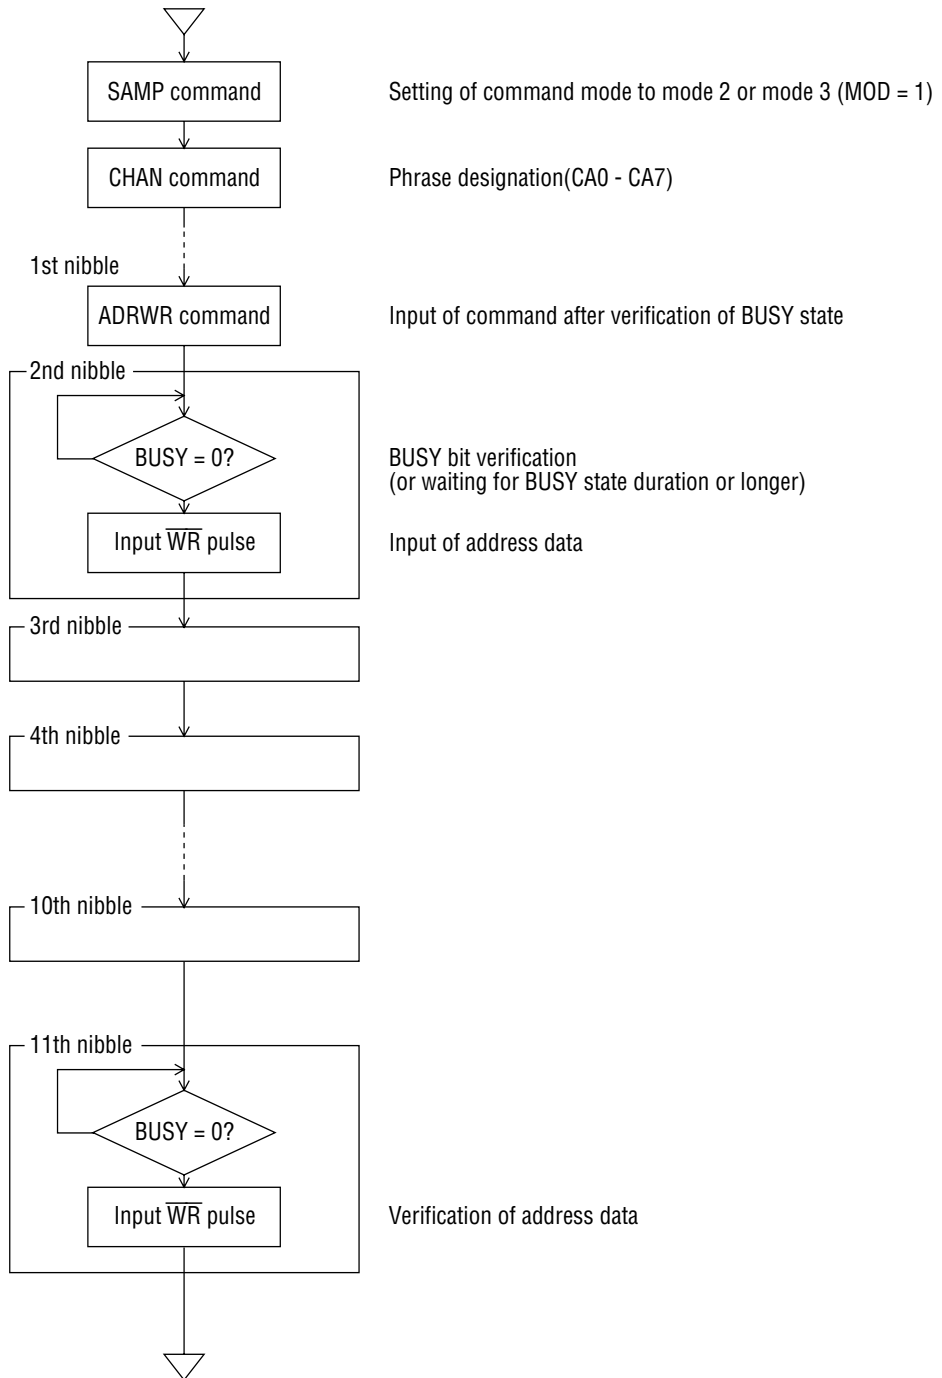 SAMP command
Setting of command mode to mode 2 or mode 3 (MOD = 1)
CHAN command
Phrase designation(CA0 - CA7)
1st nibble
ADRWR command
Input of command after verification of BUSY state
2nd nibble
BUSY = 0?
BUSY bit verification
(or waiting for BUSY state duration or longer)
Input W̅R̅ pulse
Input of address data
3rd nibble
4th nibble
10th nibble
11th nibble
BUSY = 0?
Input W̅R̅ pulse
Verification of address data